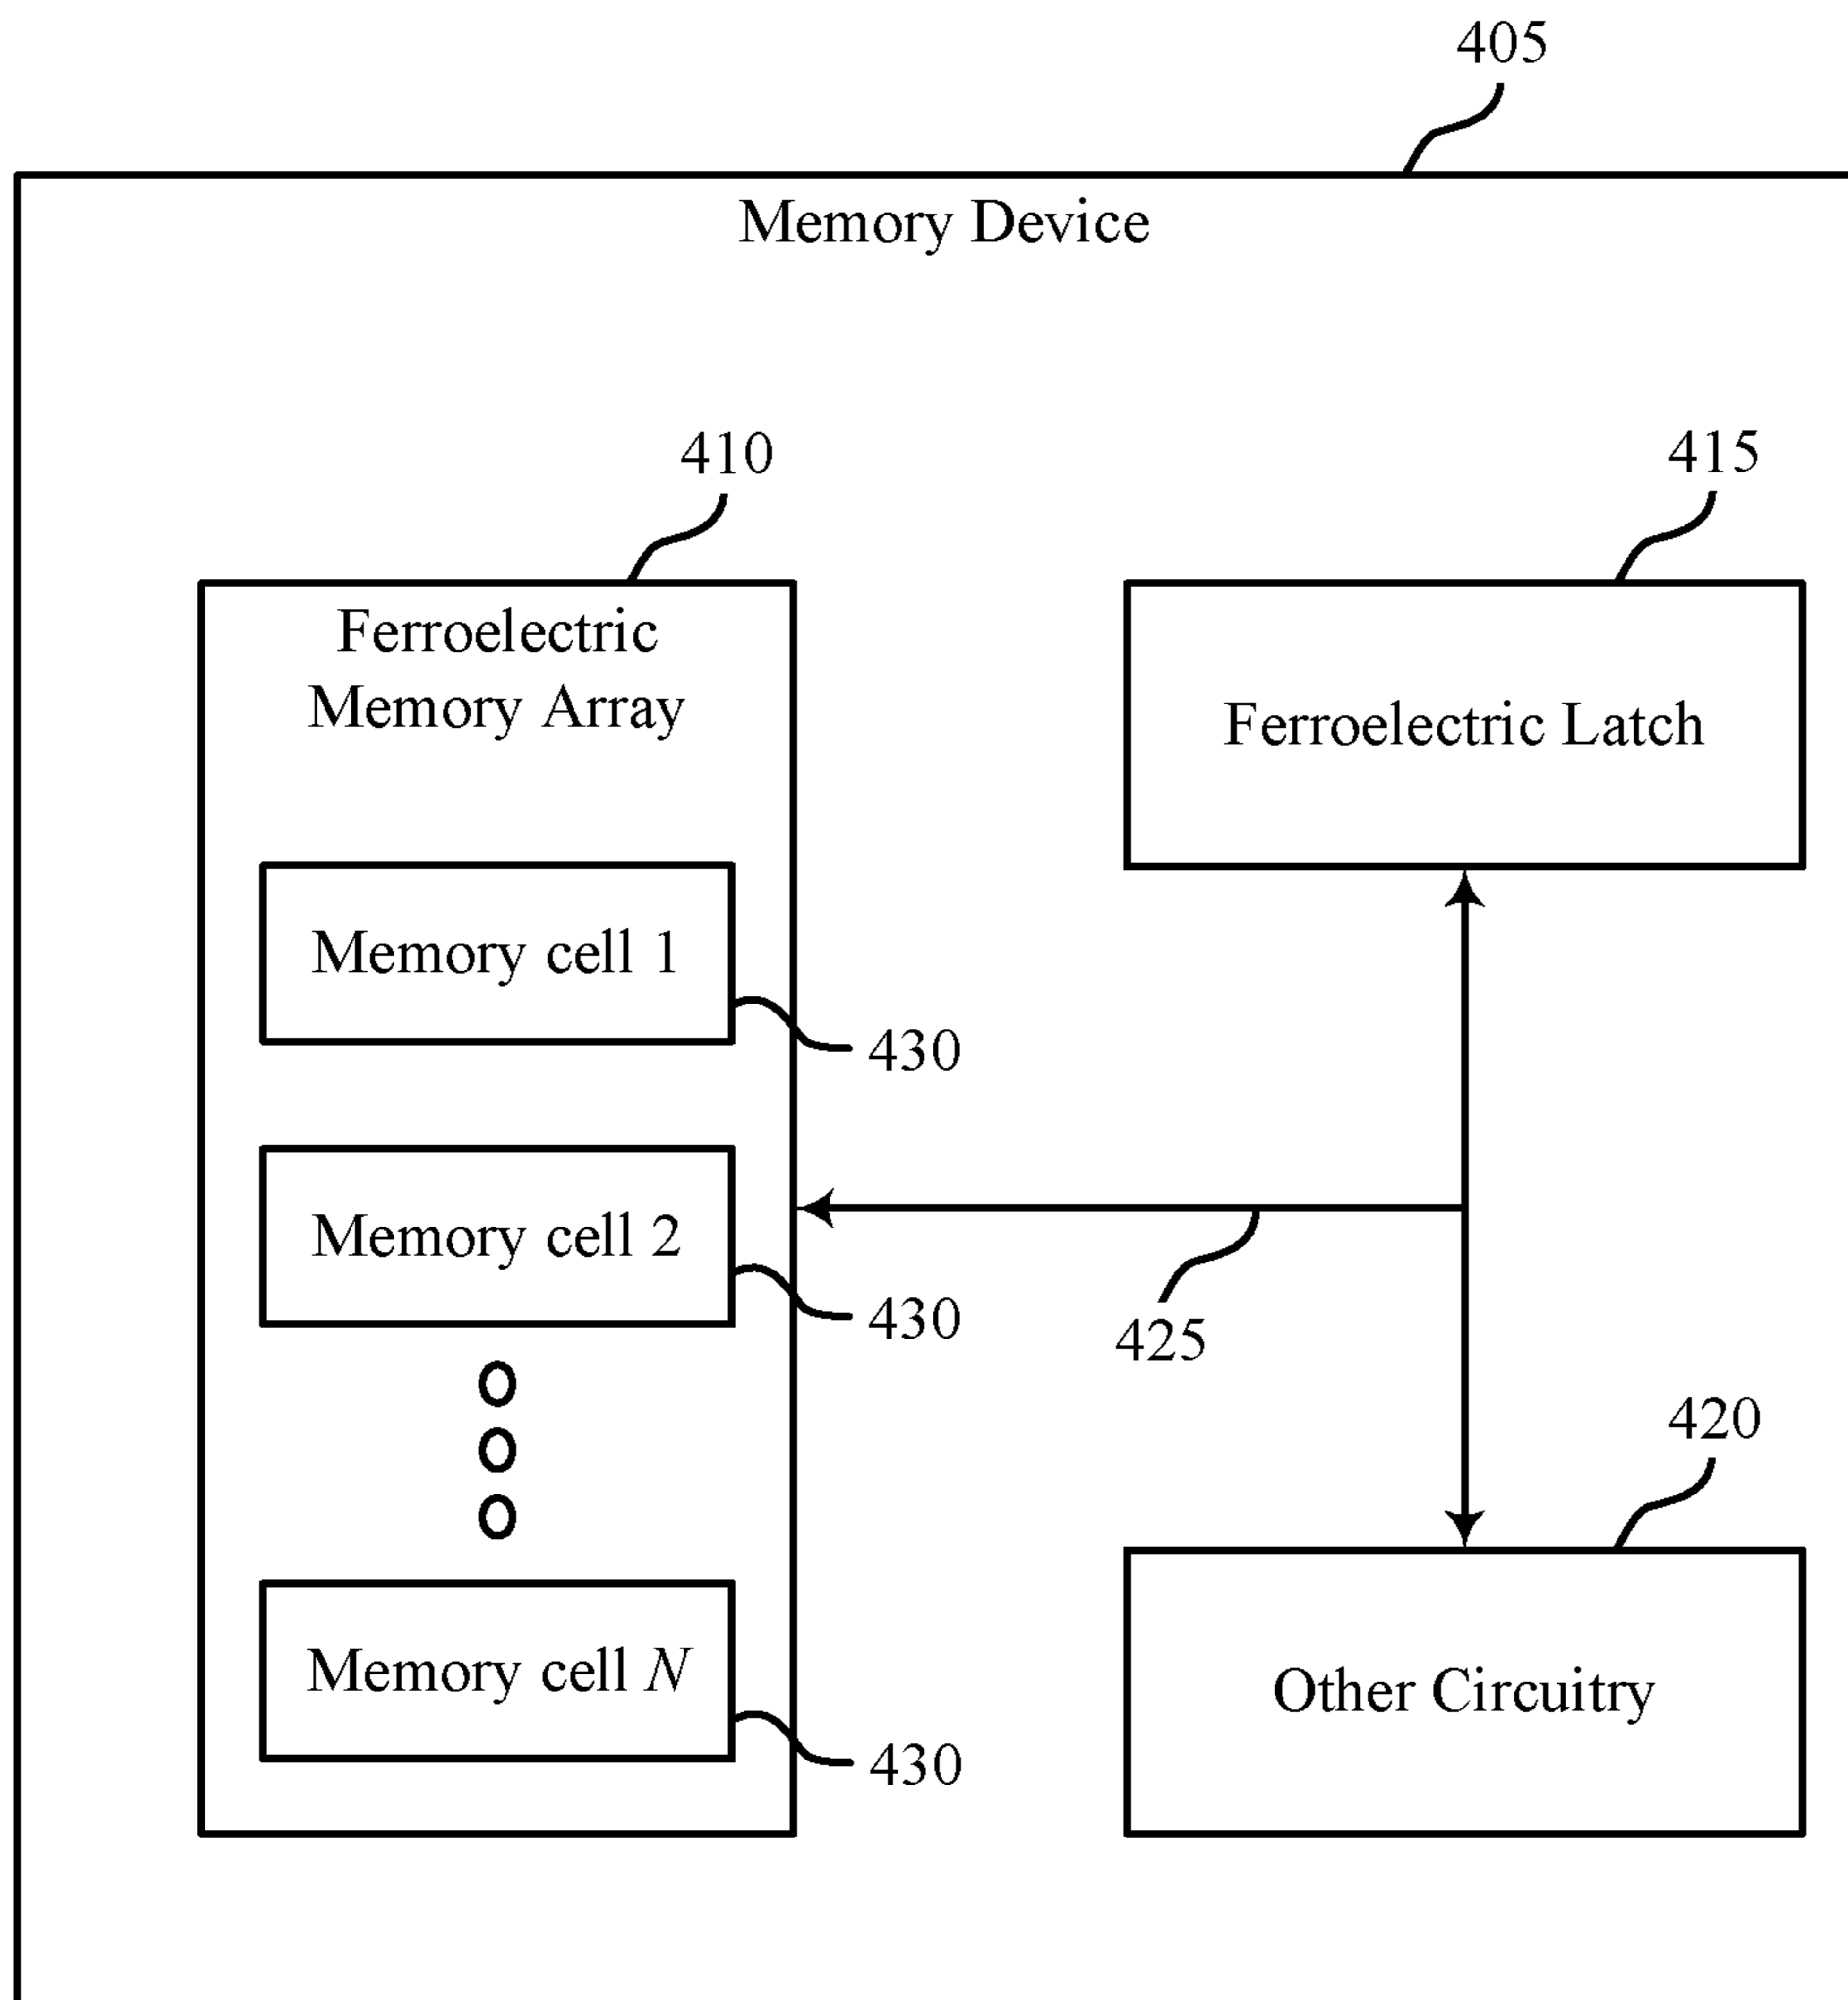 405
Memory Device
410
415
Ferroelectric
Memory Array
Ferroelectric Latch
Memory cell 1
430
Memory cell 2
430
425
420
Memory cell N
430
Other Circuitry